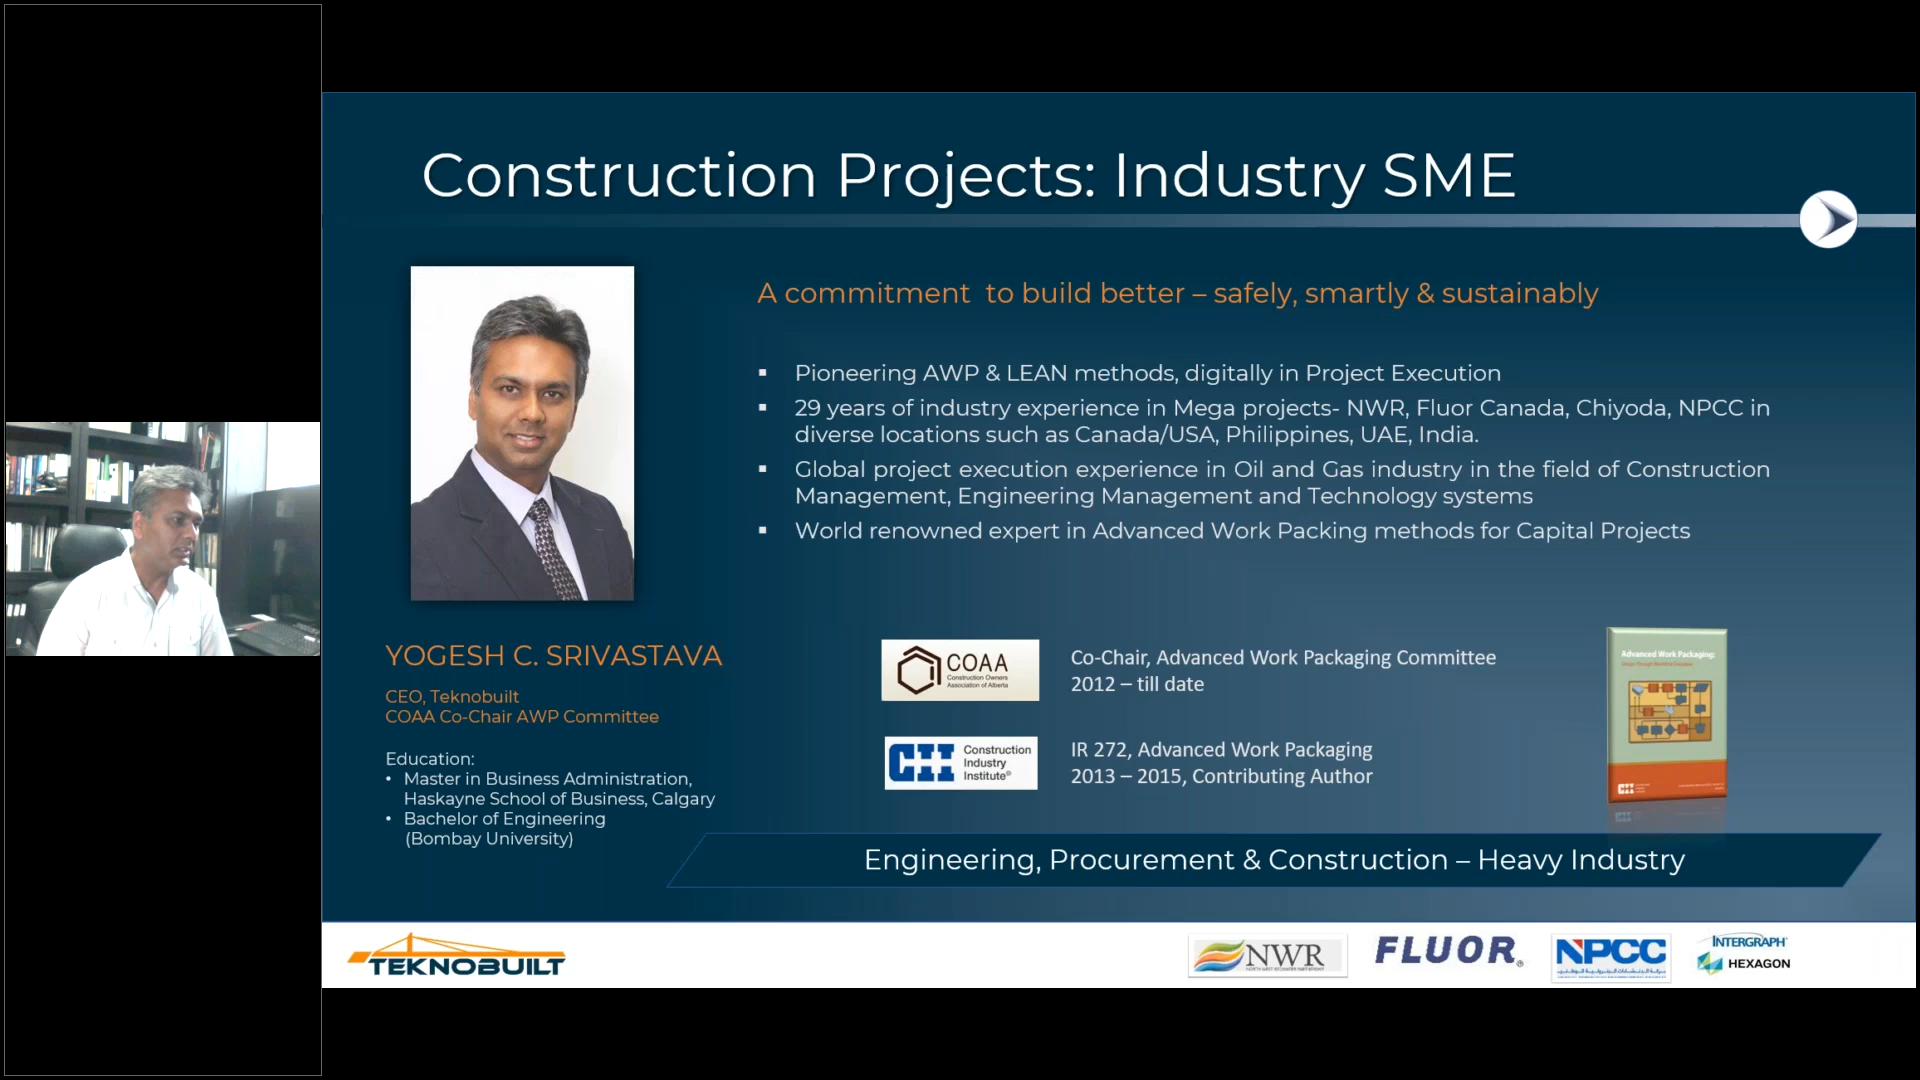 Construction Projects: Industry SME
A commitment to build better – safely, smartly & sustainably
▪ Pioneering AWP & LEAN methods, digitally in Project Execution
▪ 29 years of industry experience in Mega projects- NWR, Fluor Canada, Chiyoda, NPCC in
diverse locations such as Canada/USA, Philippines, UAE, India.
▪ Global project execution experience in Oil and Gas industry in the field of Construction
Management, Engineering Management and Technology systems
▪ World renowned expert in Advanced Work Packing methods for Capital Projects
YOGESH C. SRIVASTAVA
CEO, Teknobuilt
COAA Co-Chair AWP Committee
Education:
• Master in Business Administration,
Haskayne School of Business, Calgary
• Bachelor of Engineering
(Bombay University)
COAA
Construction Owners
Association of Alberta
Co-Chair, Advanced Work Packaging Committee
2012 – till date
CII
Construction
Industry
Institute®
IR 272, Advanced Work Packaging
2013 – 2015, Contributing Author
Advanced Work Packaging:
CII
Engineering, Procurement & Construction – Heavy Industry
TEKNOBUILT
NWR
FLUOR®
NPCC
INTERGRAPH
HEXAGON